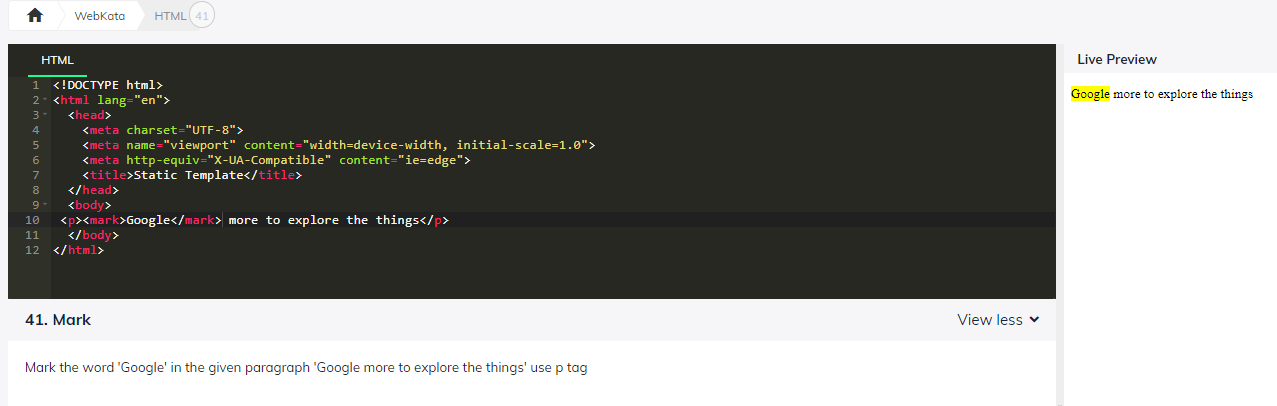 WebKata
HTML
41
HTML
Live Preview
1 <!DOCTYPE html>
2 <html lang="en">
3 <head>
4 <meta charset="UTF-8">
5 <meta name="viewport" content="width=device-width, initial-scale=1.0">
6 <meta http-equiv="X-UA-Compatible" content="ie=edge">
7 <title>Static Template</title>
8 </head>
9 <body>
10 <p><mark>Google</mark> more to explore the things</p>
11 </body>
12 </html>
Google more to explore the things
41. Mark
View less
Mark the word 'Google' in the given paragraph 'Google more to explore the things' use p tag